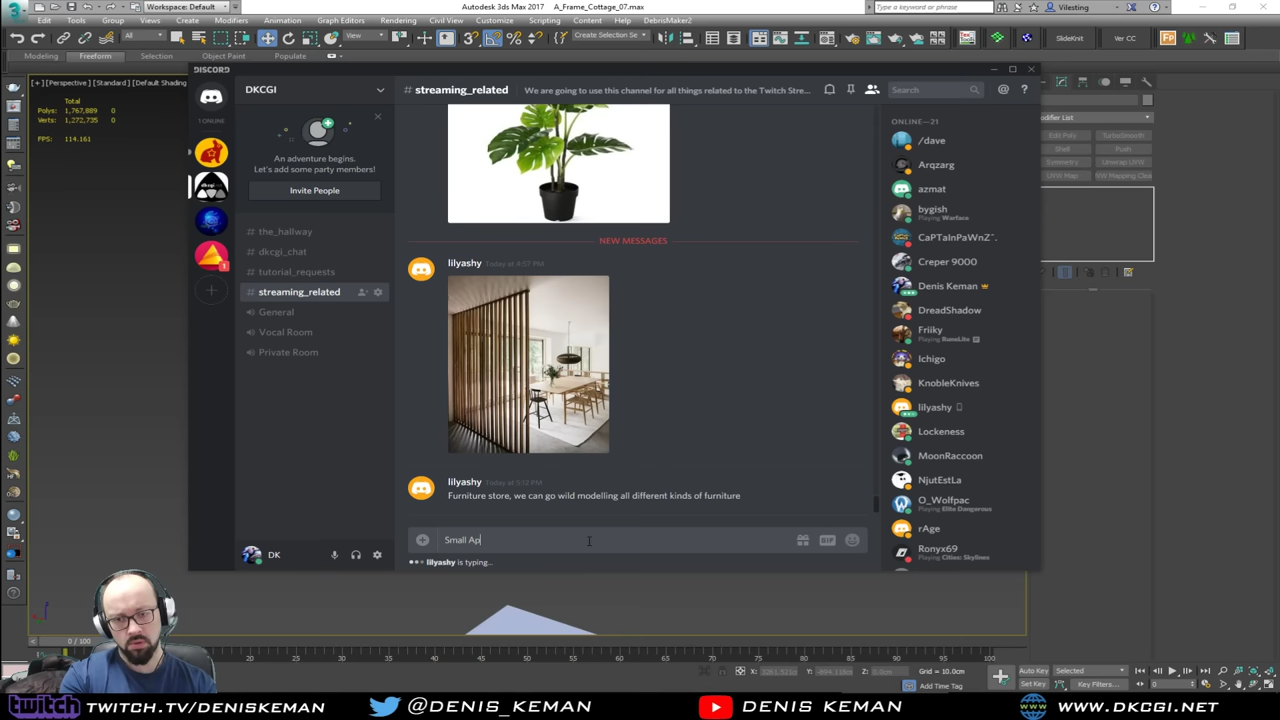 Workspace: Default
Autodesk 3ds Max 2017
A_Frame_Cottage_07.max
Type a keyword or phrase
Vilesting
Edit
Tools
Group
Views
Create
Modifiers
Animation
Graph Editors
Rendering
Civil View
Customize
Scripting
Content
Help
DebrisMaker2
All
View
Create Selection Se
SlideKnit
Ver CC
Modeling
Freeform
Selection
Object Paint
Populate
[+] [Perspective] [Standard] [Default Shading
Total
Polys: 1,767,889 0
Verts: 1,272,735 0
FPS: 114.161
DISCORD
1 ONLINE
DKCGI
An adventure begins.
Let's add some party members!
Invite People
# the_hallway
# dkcgi_chat
# tutorial_requests
# streaming_related
General
Vocal Room
Private Room
DK
# streaming_related
We are going to use this channel for all things related to the Twitch Stre...
Search
NEW MESSAGES
lilyashy Today at 4:57 PM
lilyashy Today at 5:12 PM
Furniture store, we can go wild modelling all different kinds of furniture
Small Ap
GIF
lilyashy is typing...
ONLINE—21
/dave
Arqzarg
azmat
bygish
Playing Warface
CaPTaInPaWnZ˜.
Creper 9000
Denis Keman
DreadShadow
Friiky
Playing RuneLite
Ichigo
KnobleKnives
lilyashy
Lockeness
MoonRaccoon
NjutEstLa
O_Wolfpac
Playing Elite Dangerous
rAge
Ronyx69
Playing Cities: Skylines
odifier List
Edit Poly
TurboSmooth
Shell
Push
Symmetry
Unwrap UVW
UVW Map
VW Mapping Clea
0 / 100
20
25
30
35
40
45
50
55
60
65
70
75
80
85
90
95
100
X:
Y:
Z:
Grid = 10.0cm
Add Time Tag
Auto Key
Selected
Set Key
Key Filters...
0
twitch
TWITCH.TV/DENISKEMAN
@DENIS_KEMAN
DENIS KEMAN
WWW.DKCGI.NET